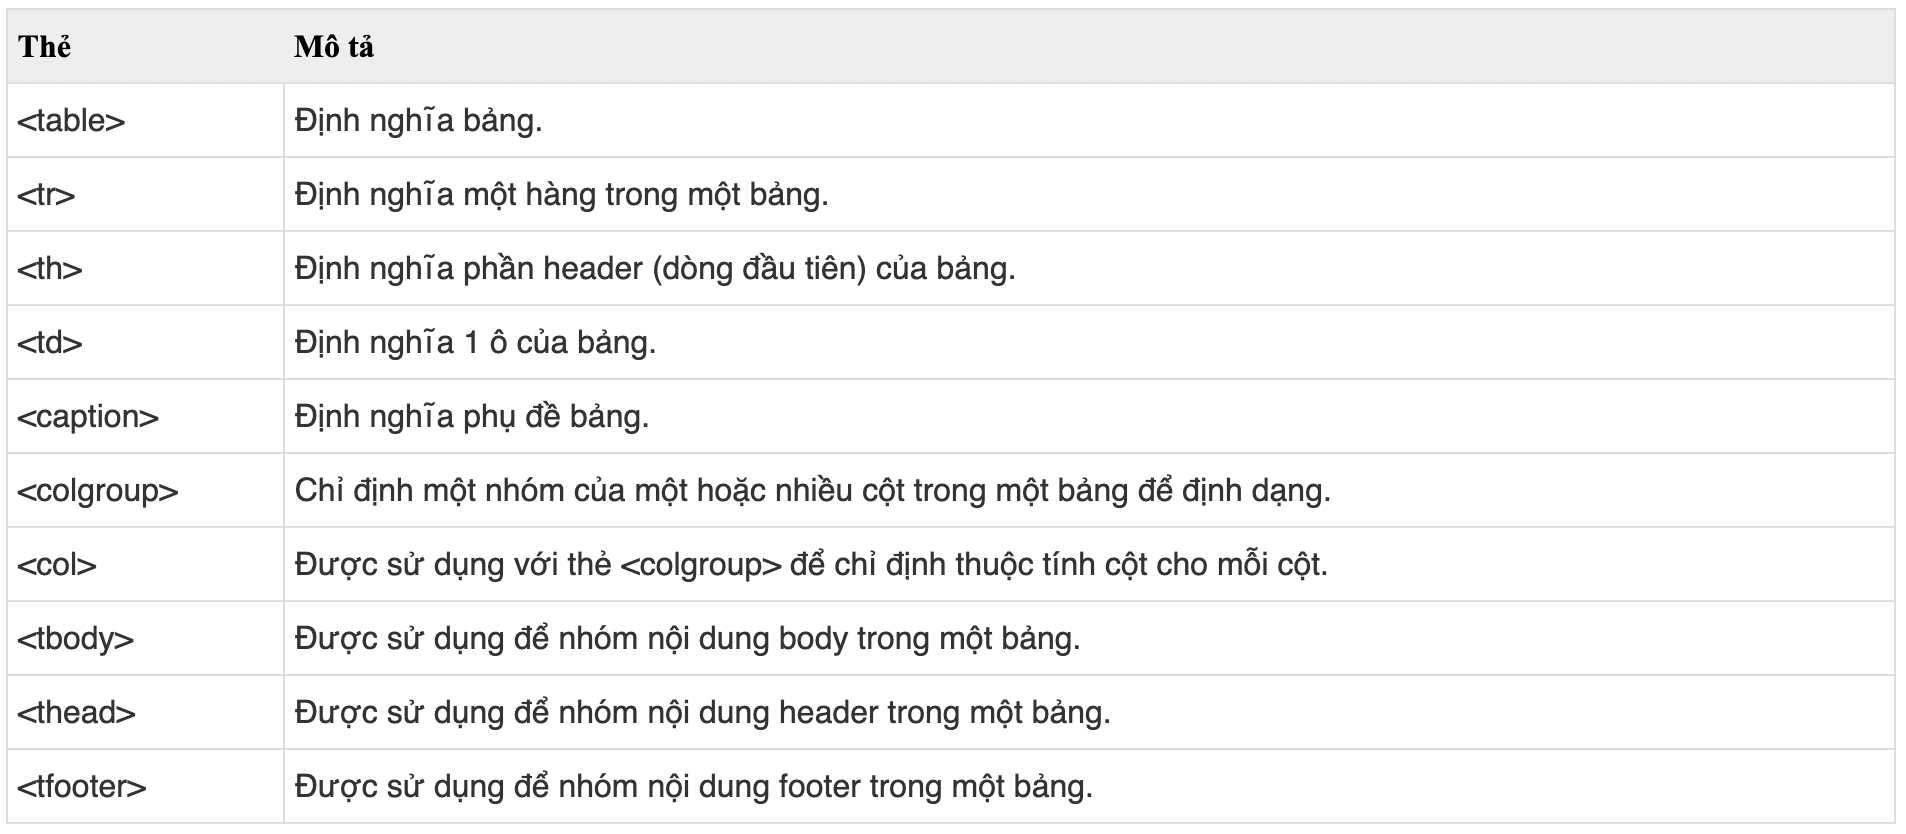 Thẻ Mô tả
<table> Định nghĩa bảng.
<tr> Định nghĩa một hàng trong một bảng.
<th> Định nghĩa phần header (dòng đầu tiên) của bảng.
<td> Định nghĩa 1 ô của bảng.
<caption> Định nghĩa phụ đề bảng.
<colgroup> Chỉ định một nhóm của một hoặc nhiều cột trong một bảng để định dạng.
<col> Được sử dụng với thẻ <colgroup> để chỉ định thuộc tính cột cho mỗi cột.
<tbody> Được sử dụng để nhóm nội dung body trong một bảng.
<thead> Được sử dụng để nhóm nội dung header trong một bảng.
<tfooter> Được sử dụng để nhóm nội dung footer trong một bảng.